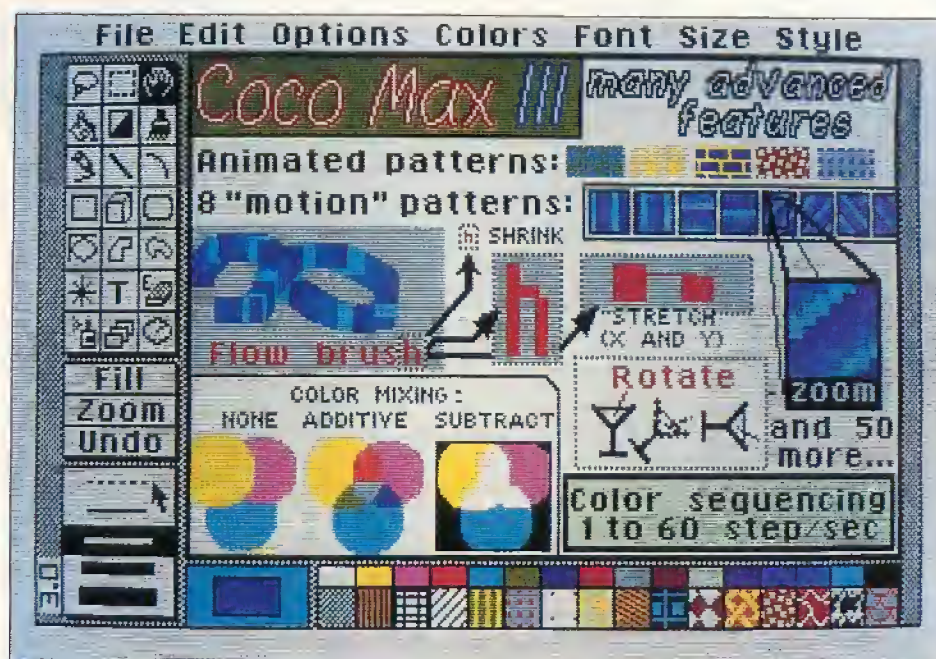 File Edit Options Colors Font Size Style
Coco Max III
many advanced
features
Animated patterns:
8 "motion" patterns:
h SHRINK
h
STRETCH
(X AND Y)
Flow brush
zoom
Rotate
and 50
more...
COLOR MIXING:
NONE ADDITIVE SUBTRACT
Color sequencing
1 to 60 step/sec
T
Fill
Zoom
Undo
3.0